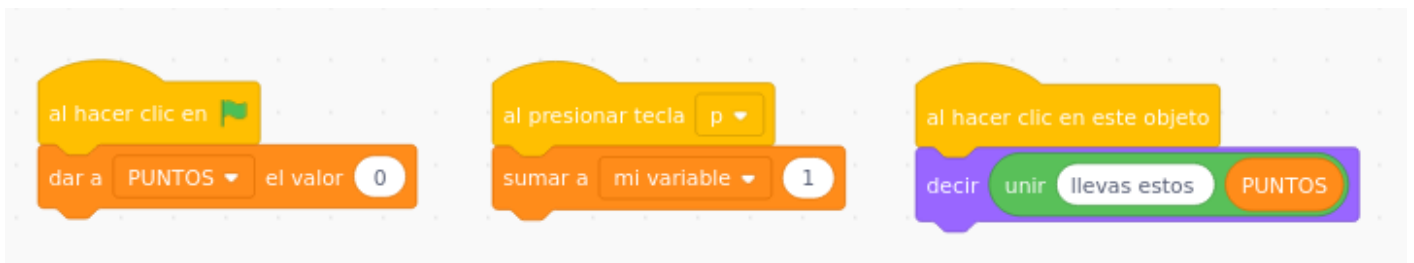 al hacer clic en
dar a PUNTOS el valor 0
al presionar tecla p
sumar a mi variable 1
al hacer clic en este objeto
decir unir llevas estos PUNTOS